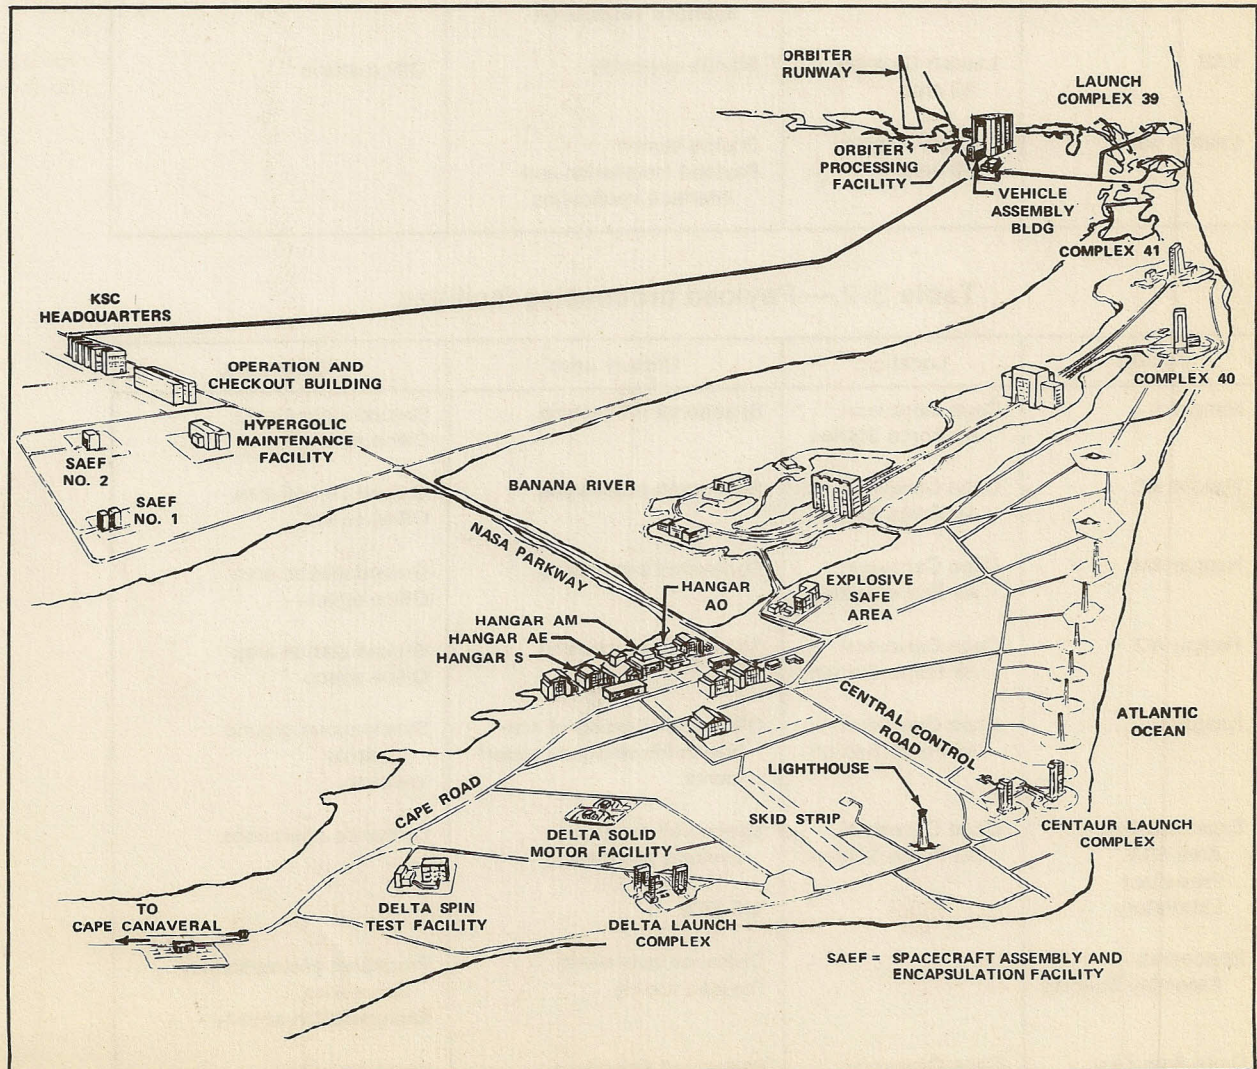 ORBITER
RUNWAY
LAUNCH
COMPLEX 39
ORBITER
PROCESSING
FACILITY
VEHICLE
ASSEMBLY
BLDG
COMPLEX 41
KSC
HEADQUARTERS
OPERATION AND
CHECKOUT BUILDING
COMPLEX 40
HYPERGOLIC
MAINTENANCE
FACILITY
SAEF
NO. 2
SAEF
NO. 1
BANANA RIVER
NASA PARKWAY
HANGAR
AO
EXPLOSIVE
SAFE
AREA
HANGAR AM
HANGAR AE
HANGAR S
CENTRAL CONTROL
ROAD
ATLANTIC
OCEAN
LIGHTHOUSE
CAPE ROAD
SKID STRIP
DELTA SOLID
MOTOR FACILITY
CENTAUR LAUNCH
COMPLEX
TO
CAPE CANAVERAL
DELTA SPIN
TEST FACILITY
DELTA LAUNCH
COMPLEX
SAEF = SPACECRAFT ASSEMBLY AND
ENCAPSULATION FACILITY